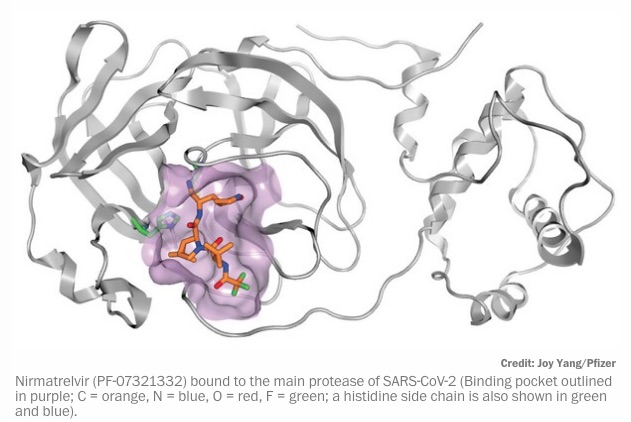 Credit: Joy Yang/Pfizer
Nirmatrelvir (PF-07321332) bound to the main protease of SARS-CoV-2 (Binding pocket outlined
in purple; C = orange, N = blue, O = red, F = green; a histidine side chain is also shown in green
and blue).